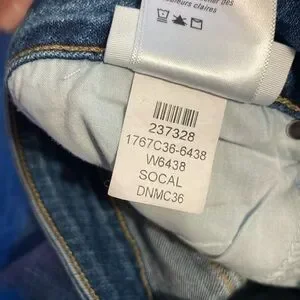 couleurs claires
237328
1767C36-6438
W6438
SOCAL
DNMC36